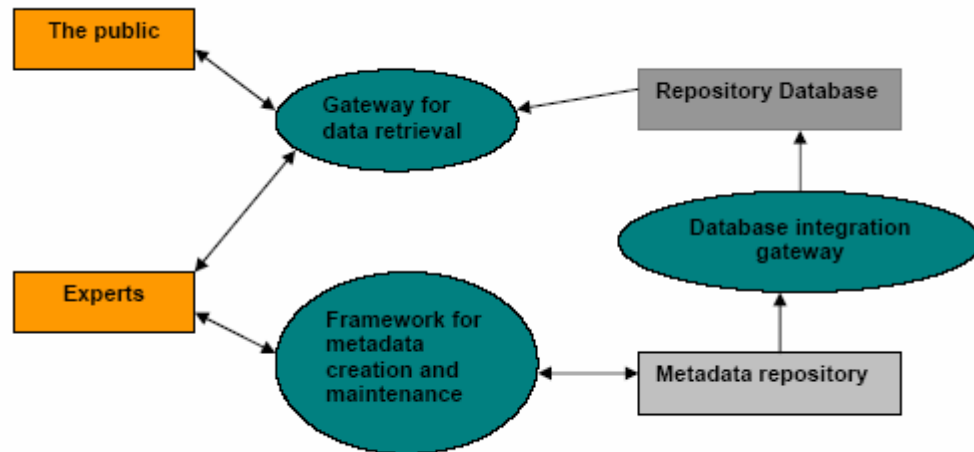 The public
Gateway for
data retrieval
Repository Database
Database integration
gateway
Experts
Framework for
metadata
creation and
maintenance
Metadata repository